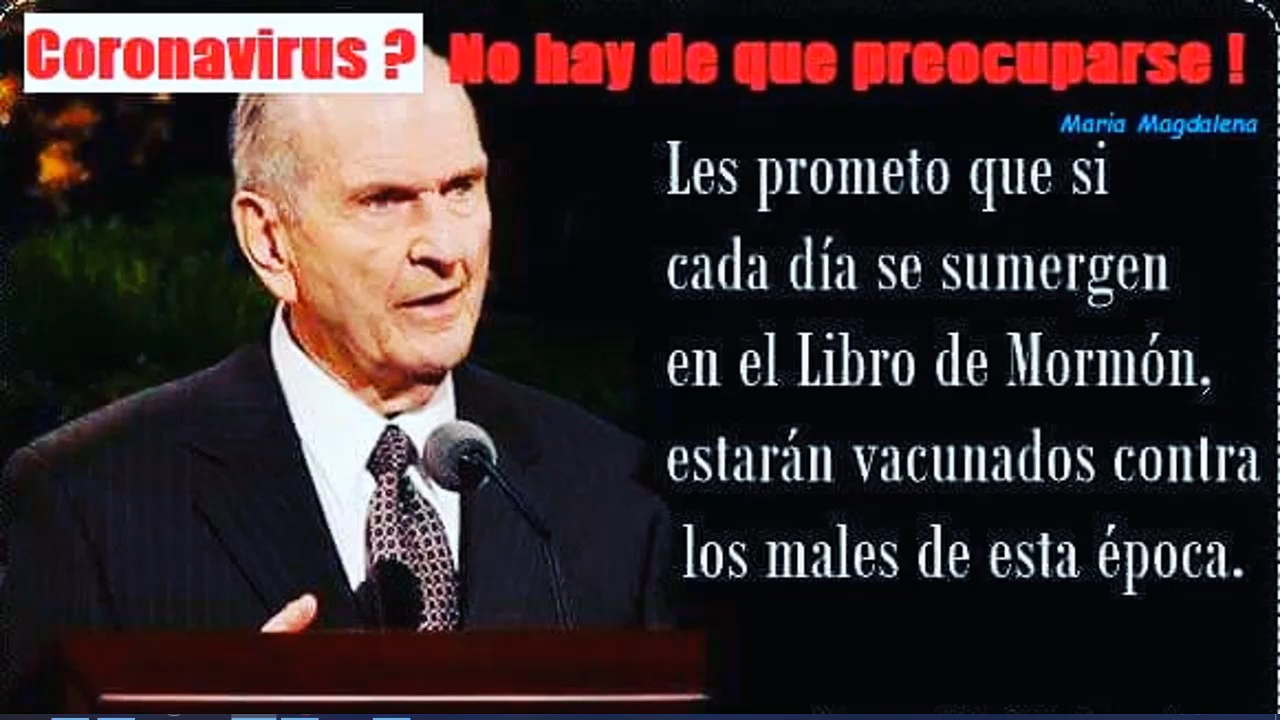 Coronavirus ? No hay de que preocuparse !
Maria Magdalena
Les prometo que si
cada día se sumergen
en el Libro de Mormón,
estarán vacunados contra
los males de esta época.